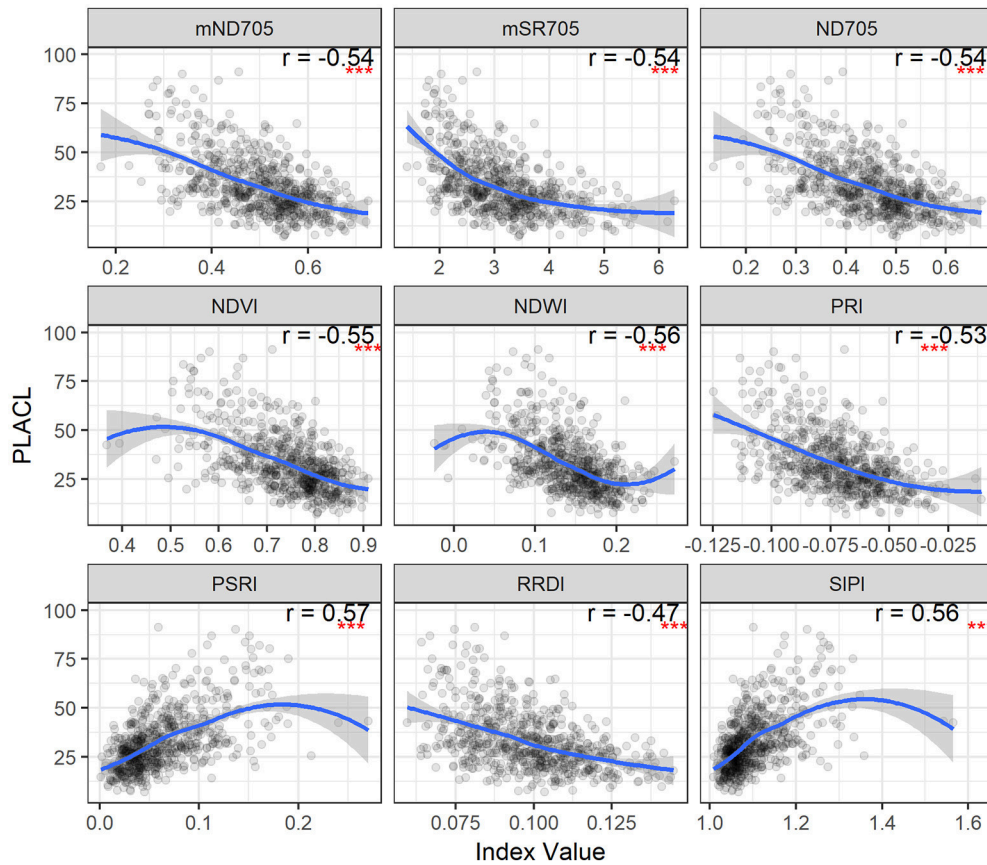 mND705 mSR705 ND705
100 r = -0.54 r = -0.54 r = -0.54
*** *** ***
75
50
25
0.2 0.4 0.6 2 3 4 5 6 0.2 0.3 0.4 0.5 0.6
NDVI NDWI PRI
100 r = -0.55 r = -0.56 r = -0.53
*** *** ***
75
PLACL
50
25
0.4 0.5 0.6 0.7 0.8 0.9 0.0 0.1 0.2 -0.125 -0.100 -0.075 -0.050 -0.025
PSRI RRDI SIPI
100 r = 0.57 r = -0.47 r = 0.56
*** *** **
75
50
25
0.0 0.1 0.2 0.075 0.100 0.125 1.0 1.2 1.4 1.6
Index Value